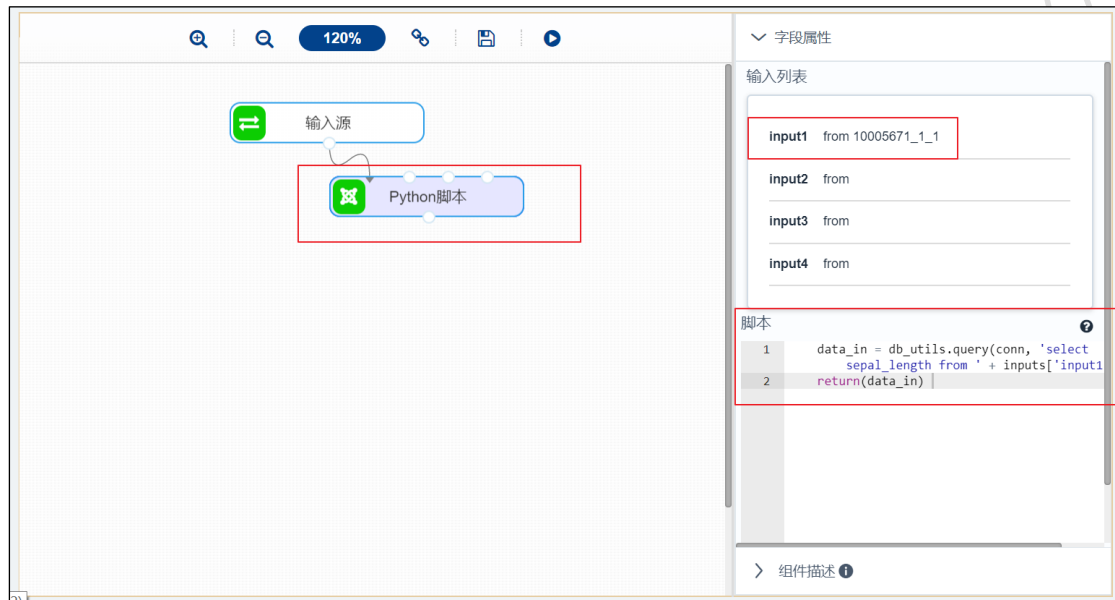 120%
字段属性
输入列表
输入源
Python脚本
input1 from 10005671_1_1
input2 from
input3 from
input4 from
脚本
1 data_in = db_utils.query(conn, 'select
sepal_length from ' + inputs['input1
2 return(data_in)
组件描述